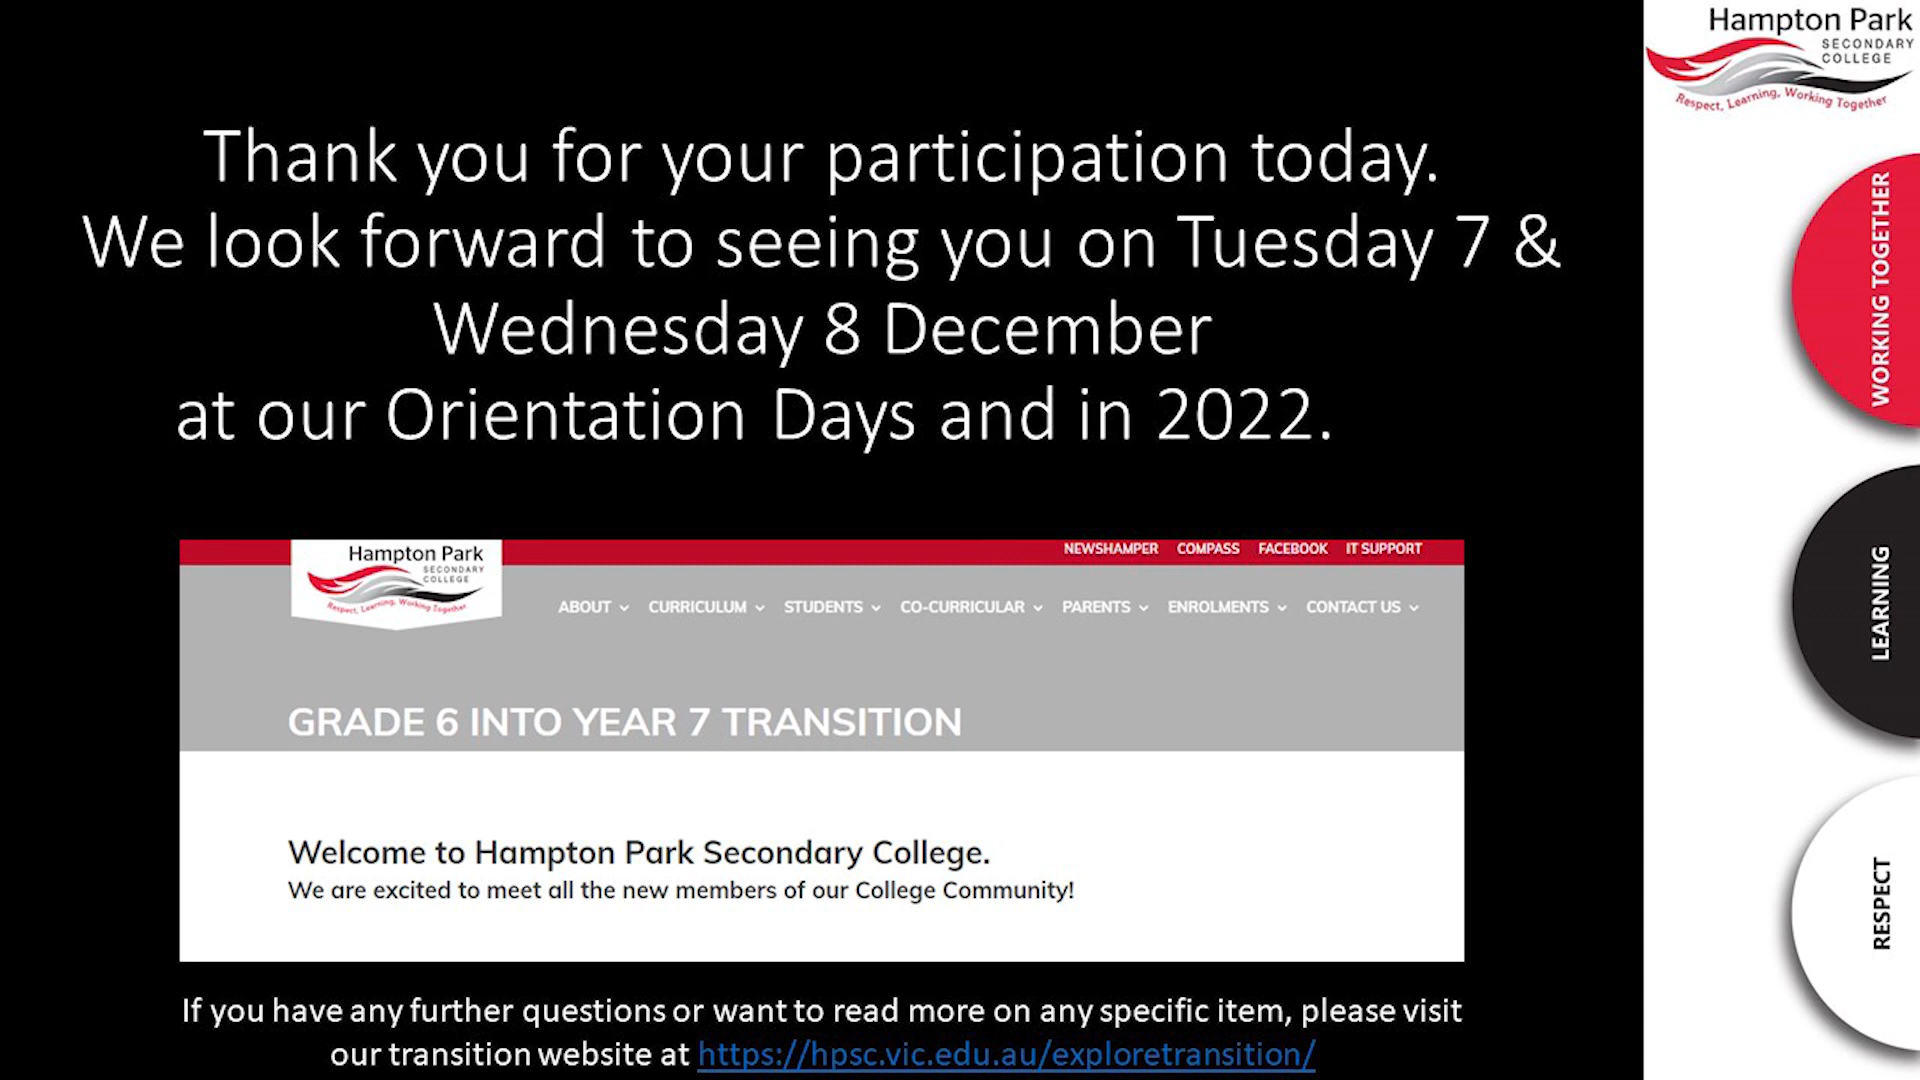 Thank you for your participation today.
We look forward to seeing you on Tuesday 7 &
Wednesday 8 December
at our Orientation Days and in 2022.
Hampton Park
SECONDARY
COLLEGE
Respect, Learning, Working Together
NEWSHAMPER COMPASS FACEBOOK IT SUPPORT
ABOUT CURRICULUM STUDENTS CO-CURRICULAR PARENTS ENROLMENTS CONTACT US
GRADE 6 INTO YEAR 7 TRANSITION
Welcome to Hampton Park Secondary College.
We are excited to meet all the new members of our College Community!
If you have any further questions or want to read more on any specific item, please visit
our transition website at https://hpsc.vic.edu.au/exploretransition/
Hampton Park
SECONDARY
COLLEGE
Respect, Learning, Working Together
WORKING TOGETHER
LEARNING
RESPECT